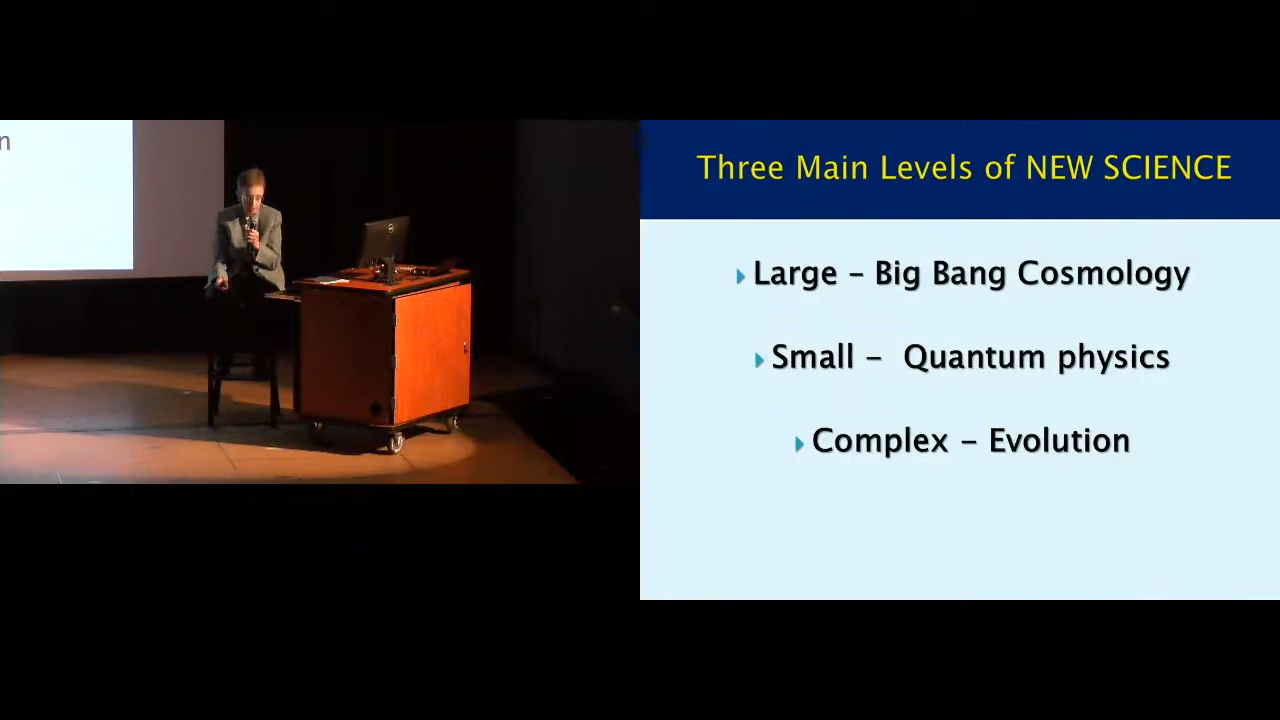 n
Three Main Levels of NEW SCIENCE
Large – Big Bang Cosmology
Small –  Quantum physics
Complex – Evolution